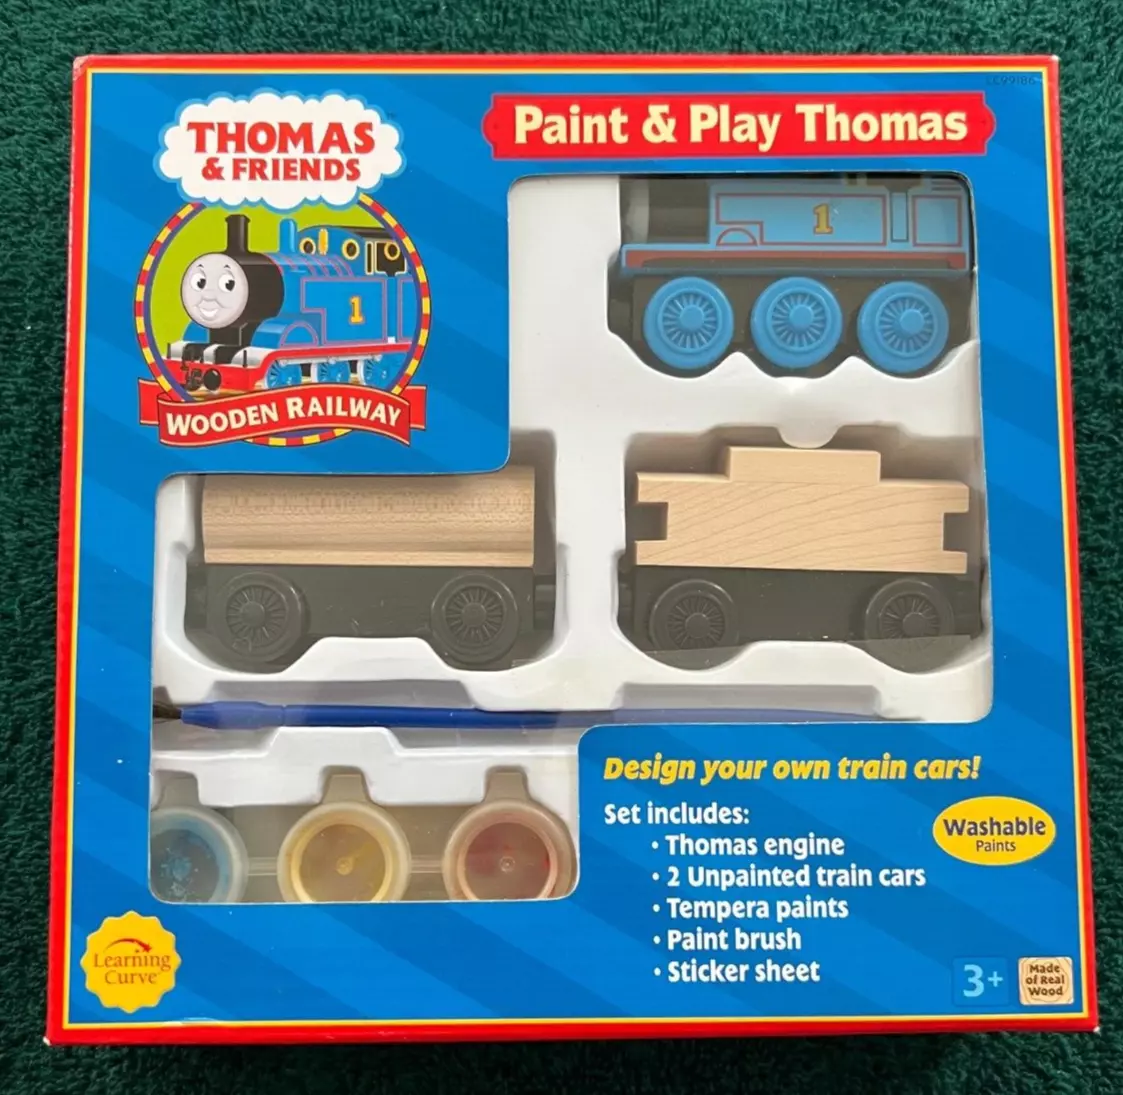 LC99186
THOMAS
& FRIENDS
Paint & Play Thomas
1
1
WOODEN RAILWAY
Design your own train cars!
Set includes:
• Thomas engine
• 2 Unpainted train cars
• Tempera paints
• Paint brush
• Sticker sheet
Washable
Paints
Learning
Curve
3+
Made
of Real
Wood